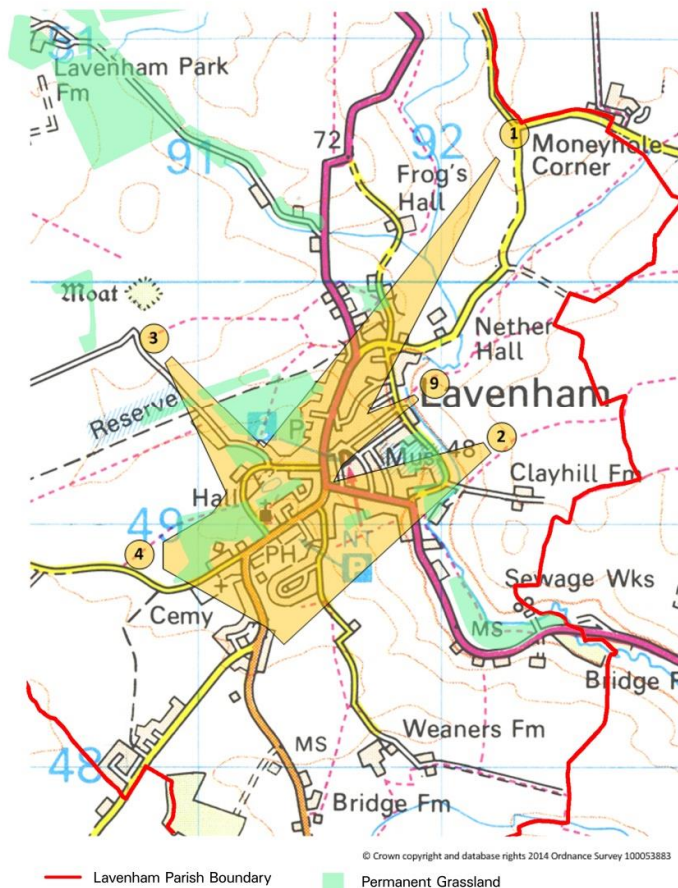 51
Lavenham Park
Fm
91
72
92
1
Moneyhole
Corner
Frog's
Hall
Moat
3
Nether
Hall
9
Lavenham
Reserve
P
2
Mus
48
Clayhill Fm
Hall
49
4
PH
NT
P
Cemy
Sewage Wks
MS
Bridge F
Weaners Fm
48
MS
Bridge Fm
© Crown copyright and database rights 2014 Ordnance Survey 100053883
Lavenham Parish Boundary
Permanent Grassland